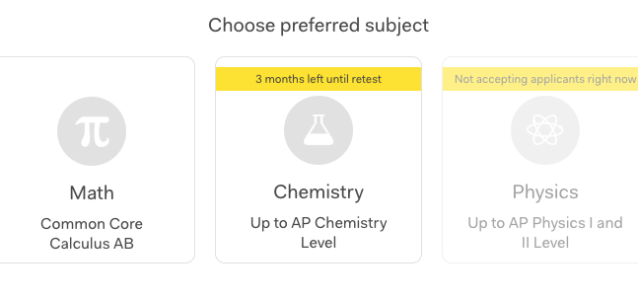 Choose preferred subject
3 months left until retest
Not accepting applicants right now
π
Math
Chemistry
Physics
Common Core
Calculus AB
Up to AP Chemistry
Level
Up to AP Physics I and
II Level